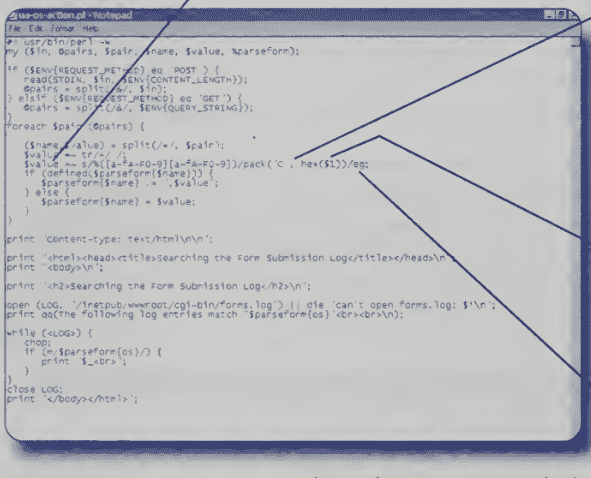 ua-os-action.pl - Notepad
File Edit Format Help
#! usr/bin/perl -w
my ($in, @pairs, $pair, $name, $value, %parseform);
if ($ENV{REQUEST_METHOD} eq 'POST') {
read(STDIN, $in, $ENV{CONTENT_LENGTH});
@pairs = split(/&/, $in);
} elsif ($ENV{REQUEST_METHOD} eq 'GET') {
@pairs = split(/&/, $ENV{QUERY_STRING});
}
foreach $pair (@pairs) {
($name, $value) = split(/=/, $pair);
$value =~ tr/+/ /;
$value =~ s/%([a-fA-F0-9][a-fA-F0-9])/pack('C', hex($1))/eg;
if (defined($parseform{$name})) {
$parseform{$name} .= ",$value";
} else {
$parseform{$name} = $value;
}
}
print "Content-type: text/html\n\n";
print "<html><head><title>Searching the Form Submission Log</title></head>\n";
print "<body>\n";
print "<h2>Searching the Form Submission Log</h2>\n";
open (LOG, "/inetpub/wwwroot/cgi-bin/forms.log") || die "can't open forms.log: $!\n";
print qq(The following log entries match "$parseform{os}"<br><br>\n);
while (<LOG>) {
chop;
if (m/$parseform{os}/) {
print "$_<br>";
}
}
close LOG;
print "</body></html>";